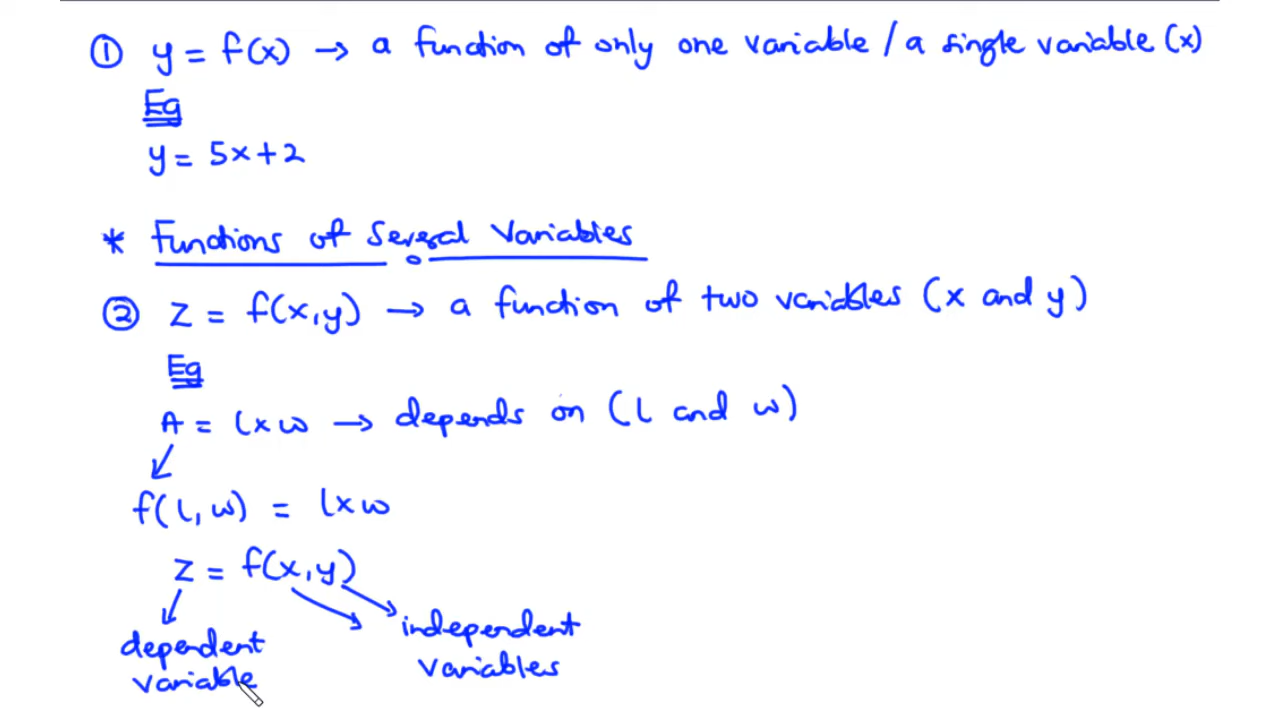 ① y = f(x) → a function of only one variable / a single variable (x)
Eg
y = 5x + 2
* Functions of Several Variables
② z = f(x,y) → a function of two variables (x and y)
Eg
A = l x w → depends on (l and w)
f(l, w) = l x w
z = f(x,y)
dependent variable
independent variables